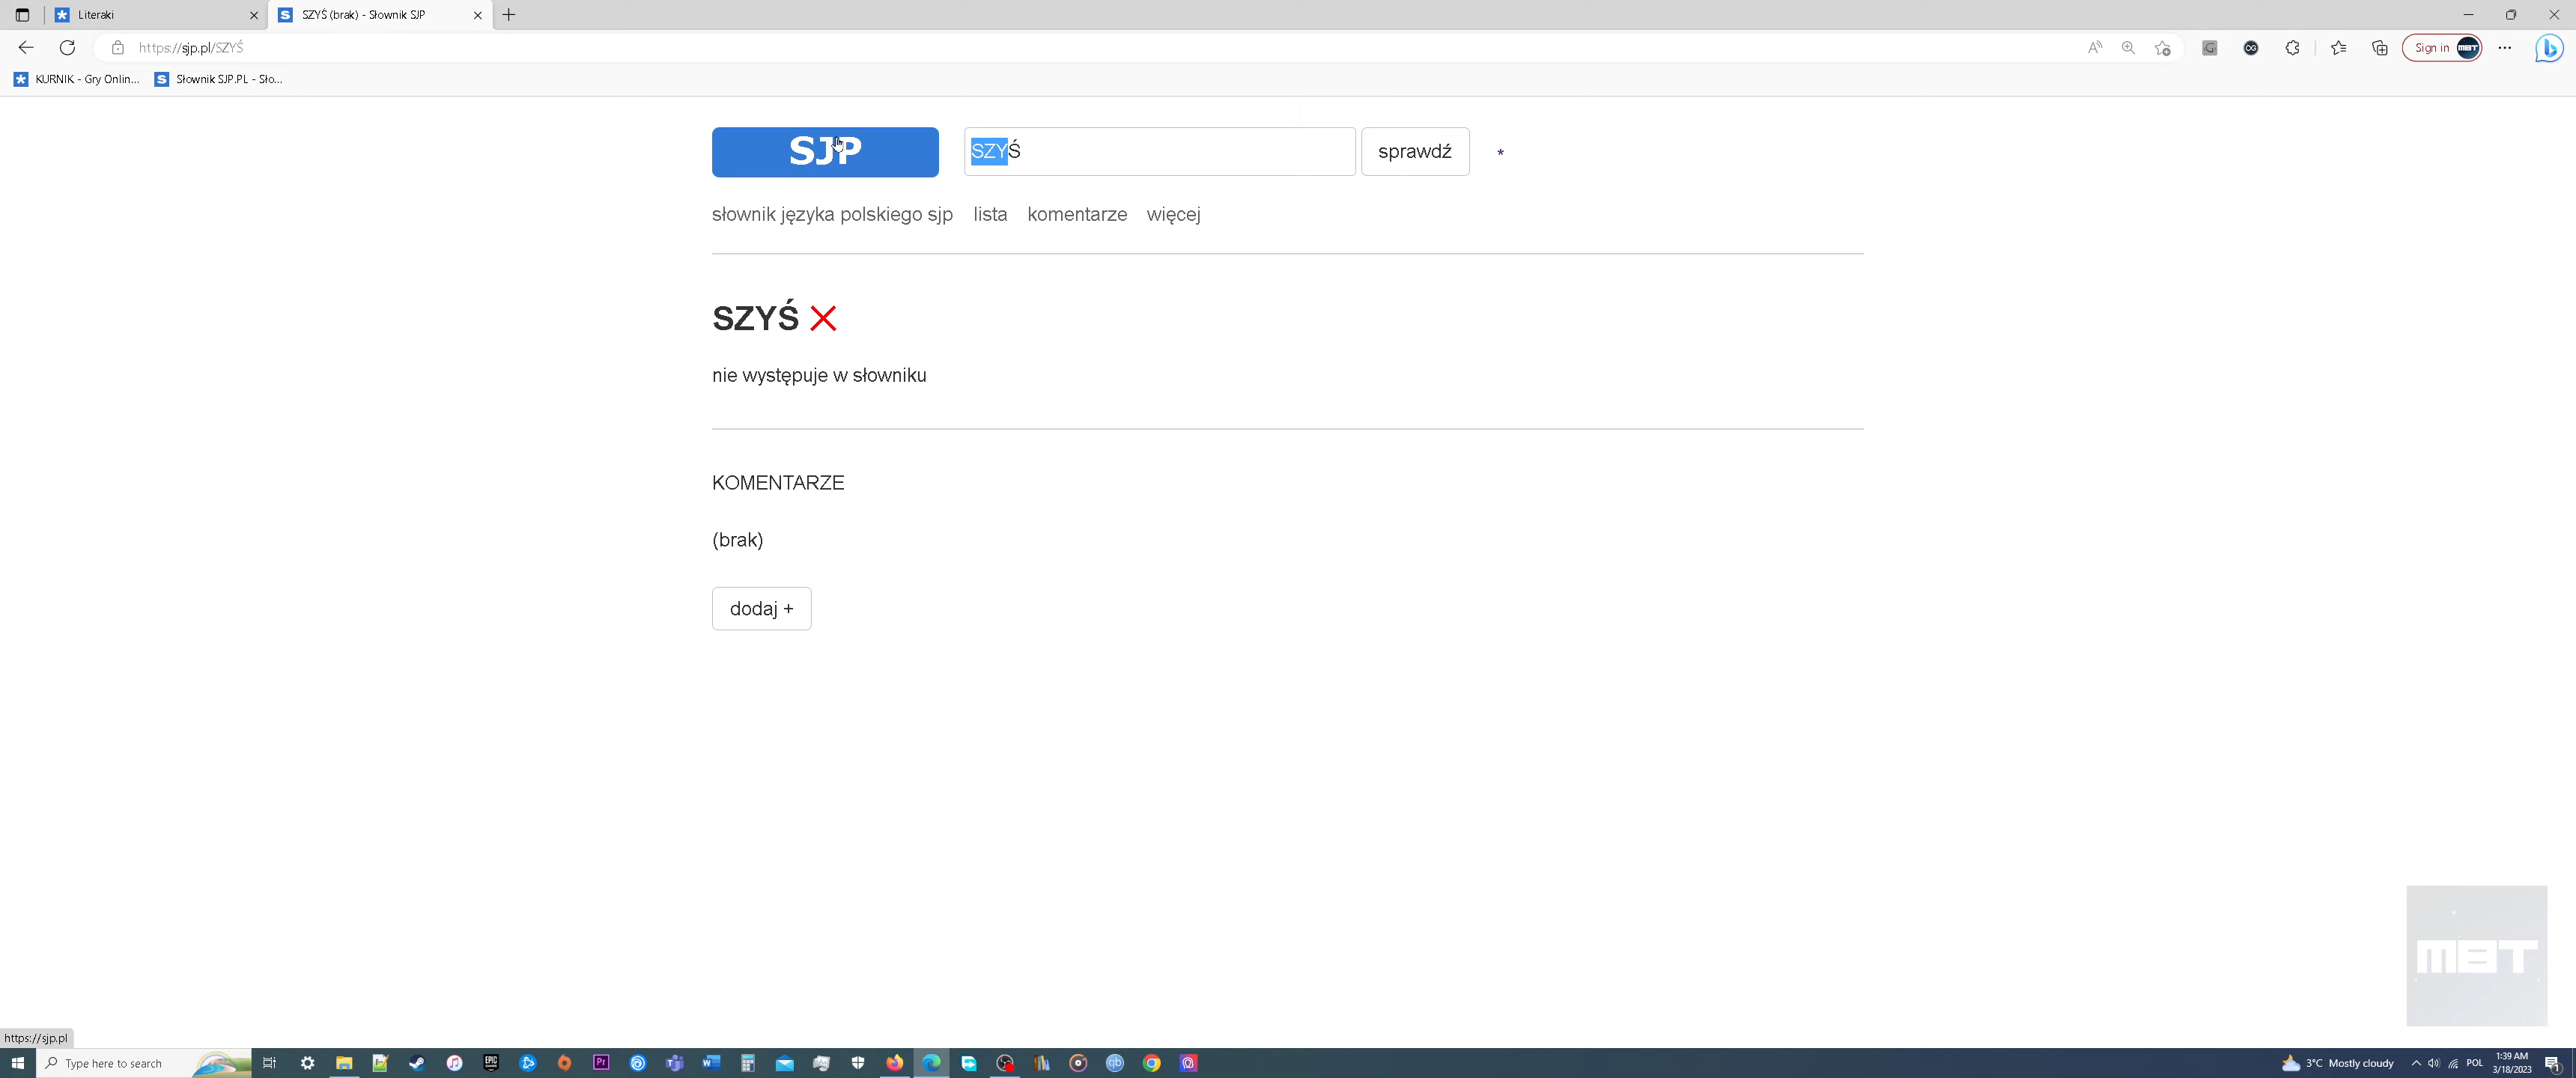 Literaki
SZYŚ (brak) - Słownik SJP
https://sjp.pl/SZYŚ
Sign in
KURNIK - Gry Onlin...
Słownik SJP.PL - Sło...
SJP
SZYŚ
sprawdź
*
słownik języka polskiego sjp lista komentarze więcej
SZYŚ
nie występuje w słowniku
KOMENTARZE
(brak)
dodaj +
MBT
https://sjp.pl
Type here to search
3°C Mostly cloudy
POL
1:39 AM
3/18/2023